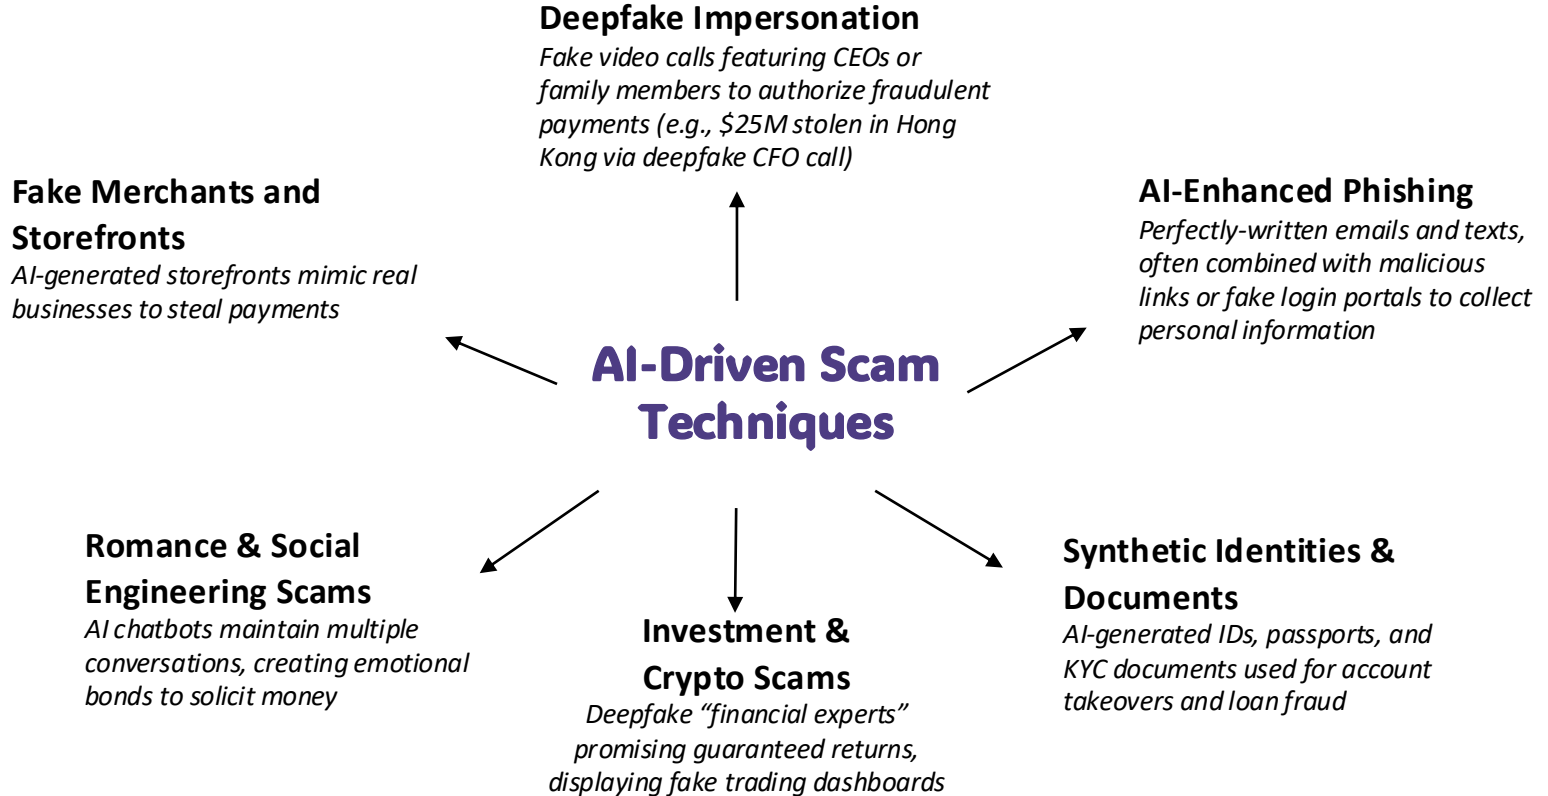 Deepfake Impersonation
Fake video calls featuring CEOs or
family members to authorize fraudulent
payments (e.g., $25M stolen in Hong
Kong via deepfake CFO call)
Fake Merchants and
Storefronts
AI-generated storefronts mimic real
businesses to steal payments
AI-Enhanced Phishing
Perfectly-written emails and texts,
often combined with malicious
links or fake login portals to collect
personal information
AI-Driven Scam
Techniques
Romance & Social
Engineering Scams
AI chatbots maintain multiple
conversations, creating emotional
bonds to solicit money
Investment &
Crypto Scams
Deepfake “financial experts”
promising guaranteed returns,
displaying fake trading dashboards
Synthetic Identities &
Documents
AI-generated IDs, passports, and
KYC documents used for account
takeovers and loan fraud